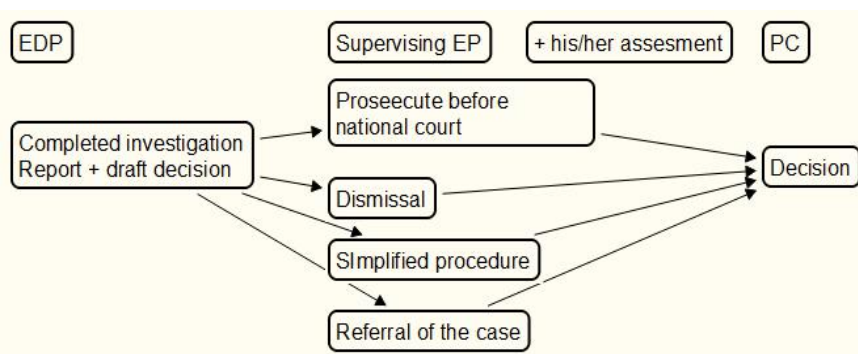 EDP
Supervising EP
+ his/her assesment
PC
Proseecute before
national court
Completed investigation
Report + draft decision
Decision
Dismissal
SImplified procedure
Referral of the case